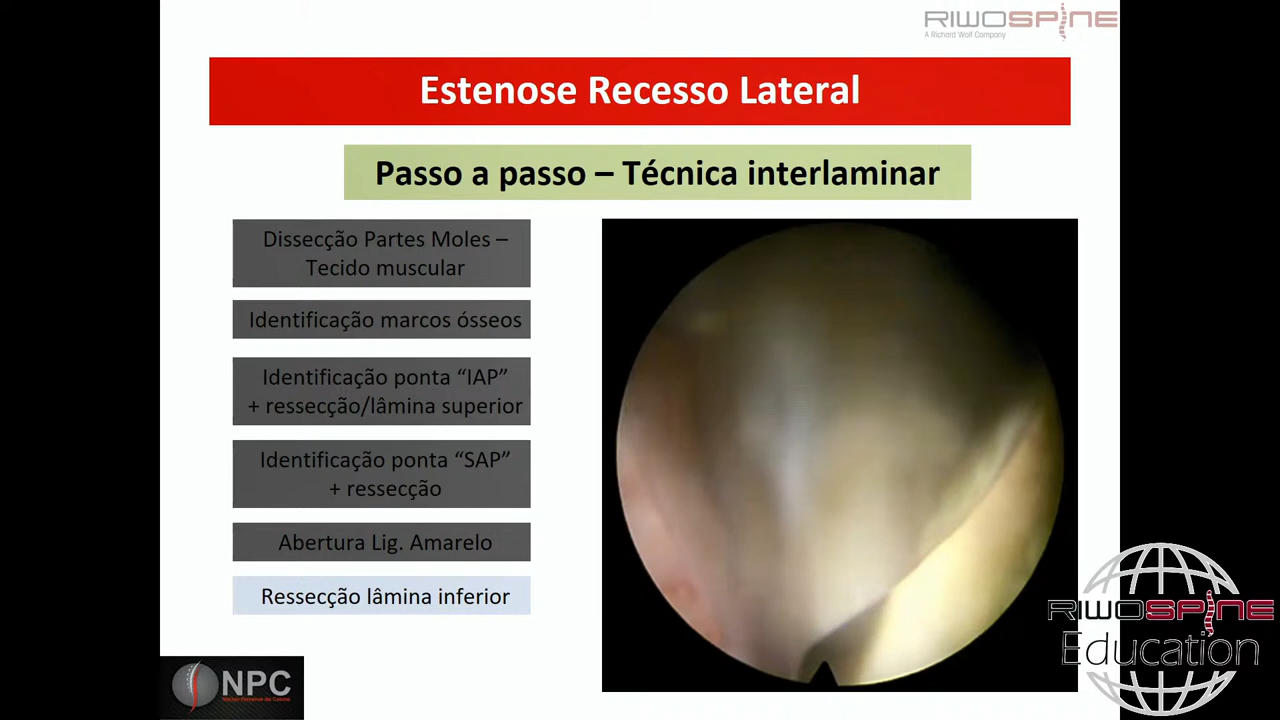 RIWOSPINE
A Richard Wolf Company
Estenose Recesso Lateral
Passo a passo – Técnica interlaminar
Dissecção Partes Moles –
Tecido muscular
Identificação marcos ósseos
Identificação ponta “IAP”
+ ressecção/lâmina superior
Identificação ponta “SAP”
+ ressecção
Abertura Lig. Amarelo
Ressecção lâmina inferior
NPC
RIWOSPINE
Education